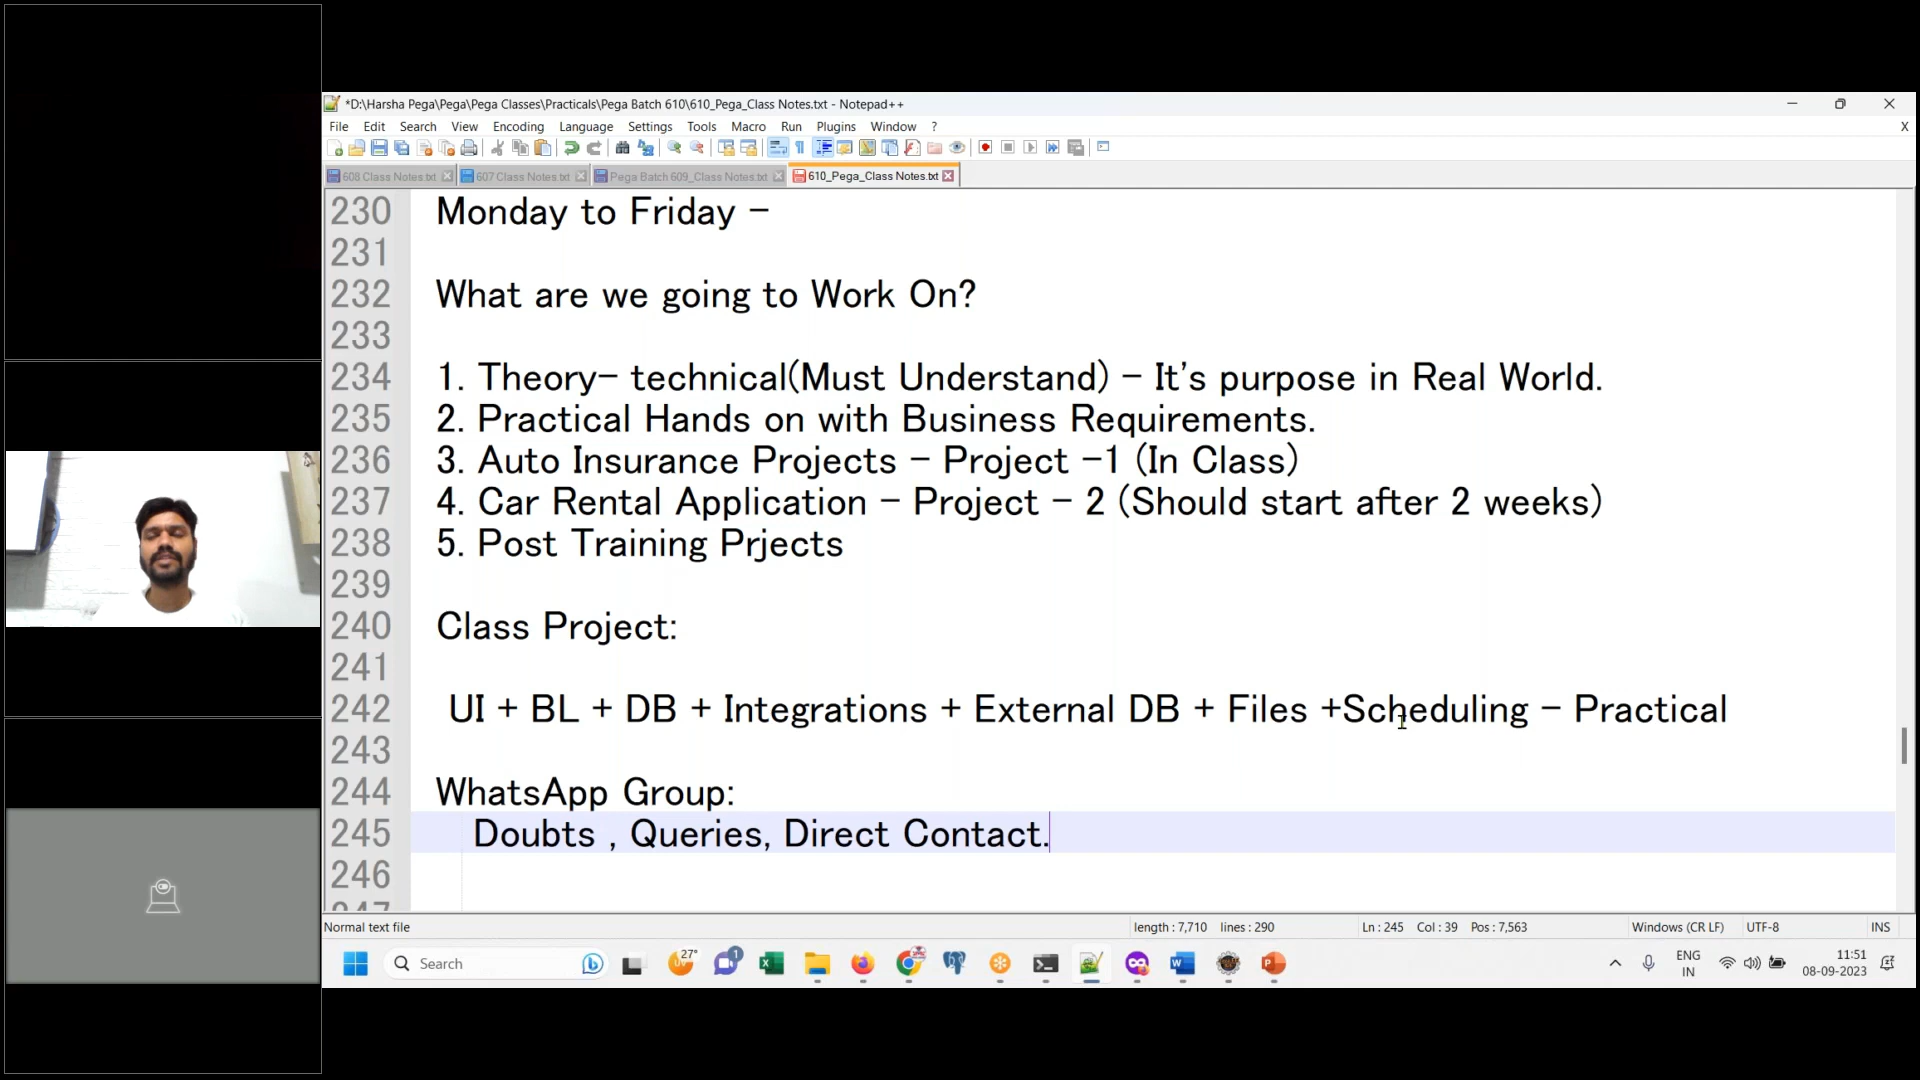 *D:\Harsha Pega\Pega\Pega Classes\Practicals\Pega Batch 610\610_Pega_Class Notes.txt - Notepad++
File Edit Search View Encoding Language Settings Tools Macro Run Plugins Window ? X
608 Class Notes.txt 607 Class Notes.txt Pega Batch 609_Class Notes.txt 610_Pega_Class Notes.txt
230 Monday to Friday -
231
232 What are we going to Work On?
233
234 1. Theory- technical(Must Understand) - It's purpose in Real World.
235 2. Practical Hands on with Business Requirements.
236 3. Auto Insurance Projects - Project -1 (In Class)
237 4. Car Rental Application - Project - 2 (Should start after 2 weeks)
238 5. Post Training Prjects
239
240 Class Project:
241
242 UI + BL + DB + Integrations + External DB + Files +Scheduling - Practical
243
244 WhatsApp Group:
245 Doubts , Queries, Direct Contact.
246
247
Normal text file length : 7,710 lines : 290 Ln : 245 Col : 39 Pos : 7,563 Windows (CR LF) UTF-8 INS
Search 27° 1 ENG IN 11:51 08-09-2023